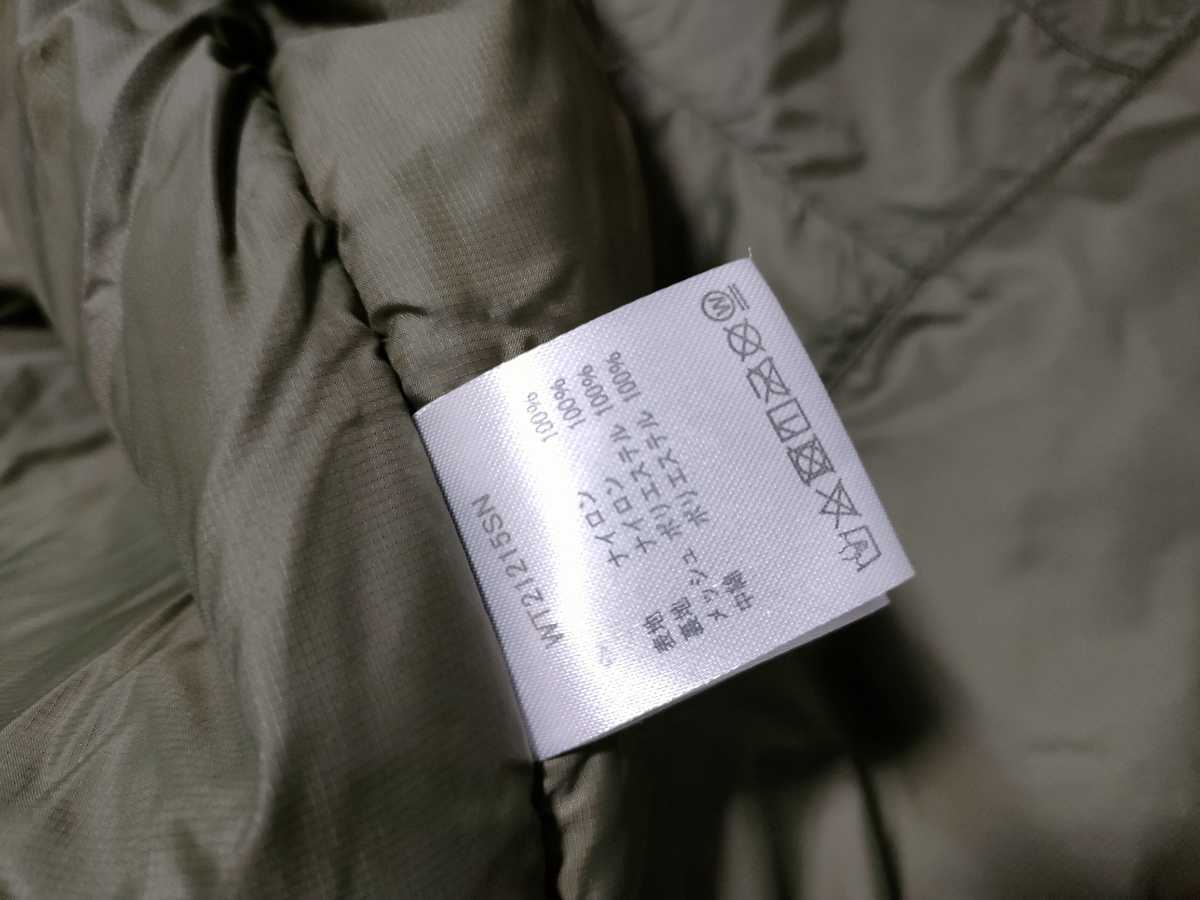 WT21215SN
表地 ナイロン 100%
裏地 ナイロン 100%
メッシュ ポリエステル 100%
中綿 ポリエステル 100%
W